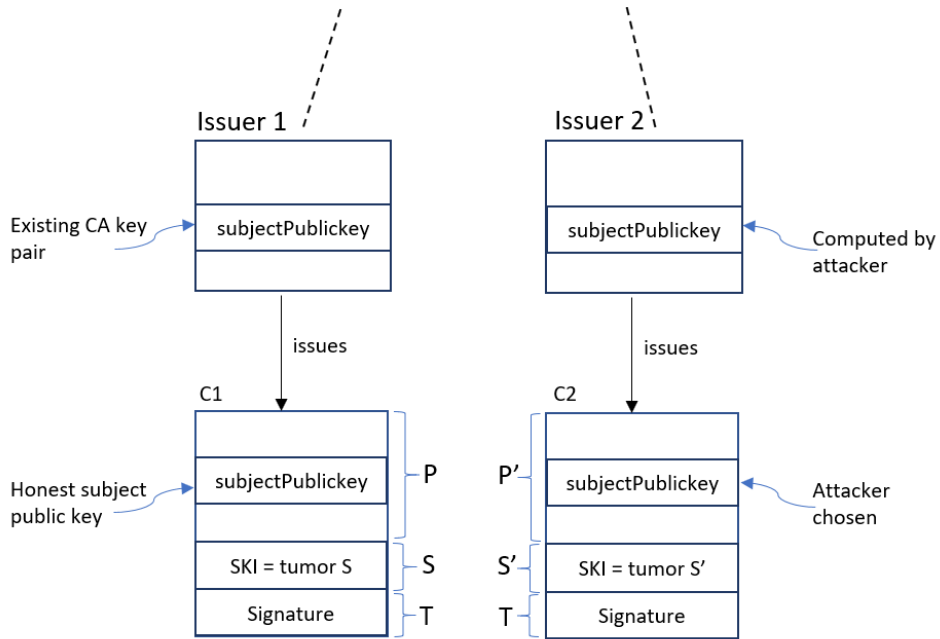 Issuer 1
Issuer 2
Existing CA key
pair
subjectPublickey
subjectPublickey
Computed by
attacker
issues
issues
C1
C2
Honest subject
public key
subjectPublickey
P
P’
subjectPublickey
Attacker
chosen
SKI = tumor S
S
S’
SKI = tumor S’
Signature
T
T
Signature